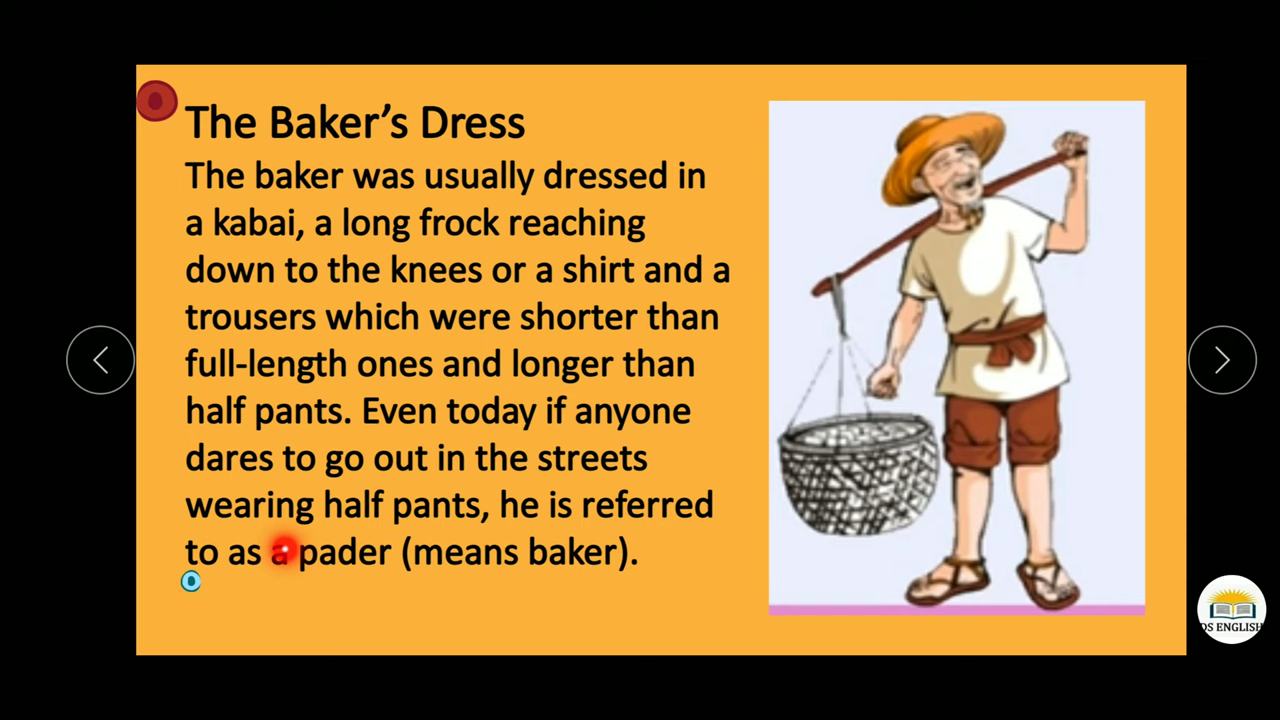 The Baker's Dress
The baker was usually dressed in
a kabai, a long frock reaching
down to the knees or a shirt and a
trousers which were shorter than
full-length ones and longer than
half pants. Even today if anyone
dares to go out in the streets
wearing half pants, he is referred
to as a pader (means baker).
DS ENGLISH